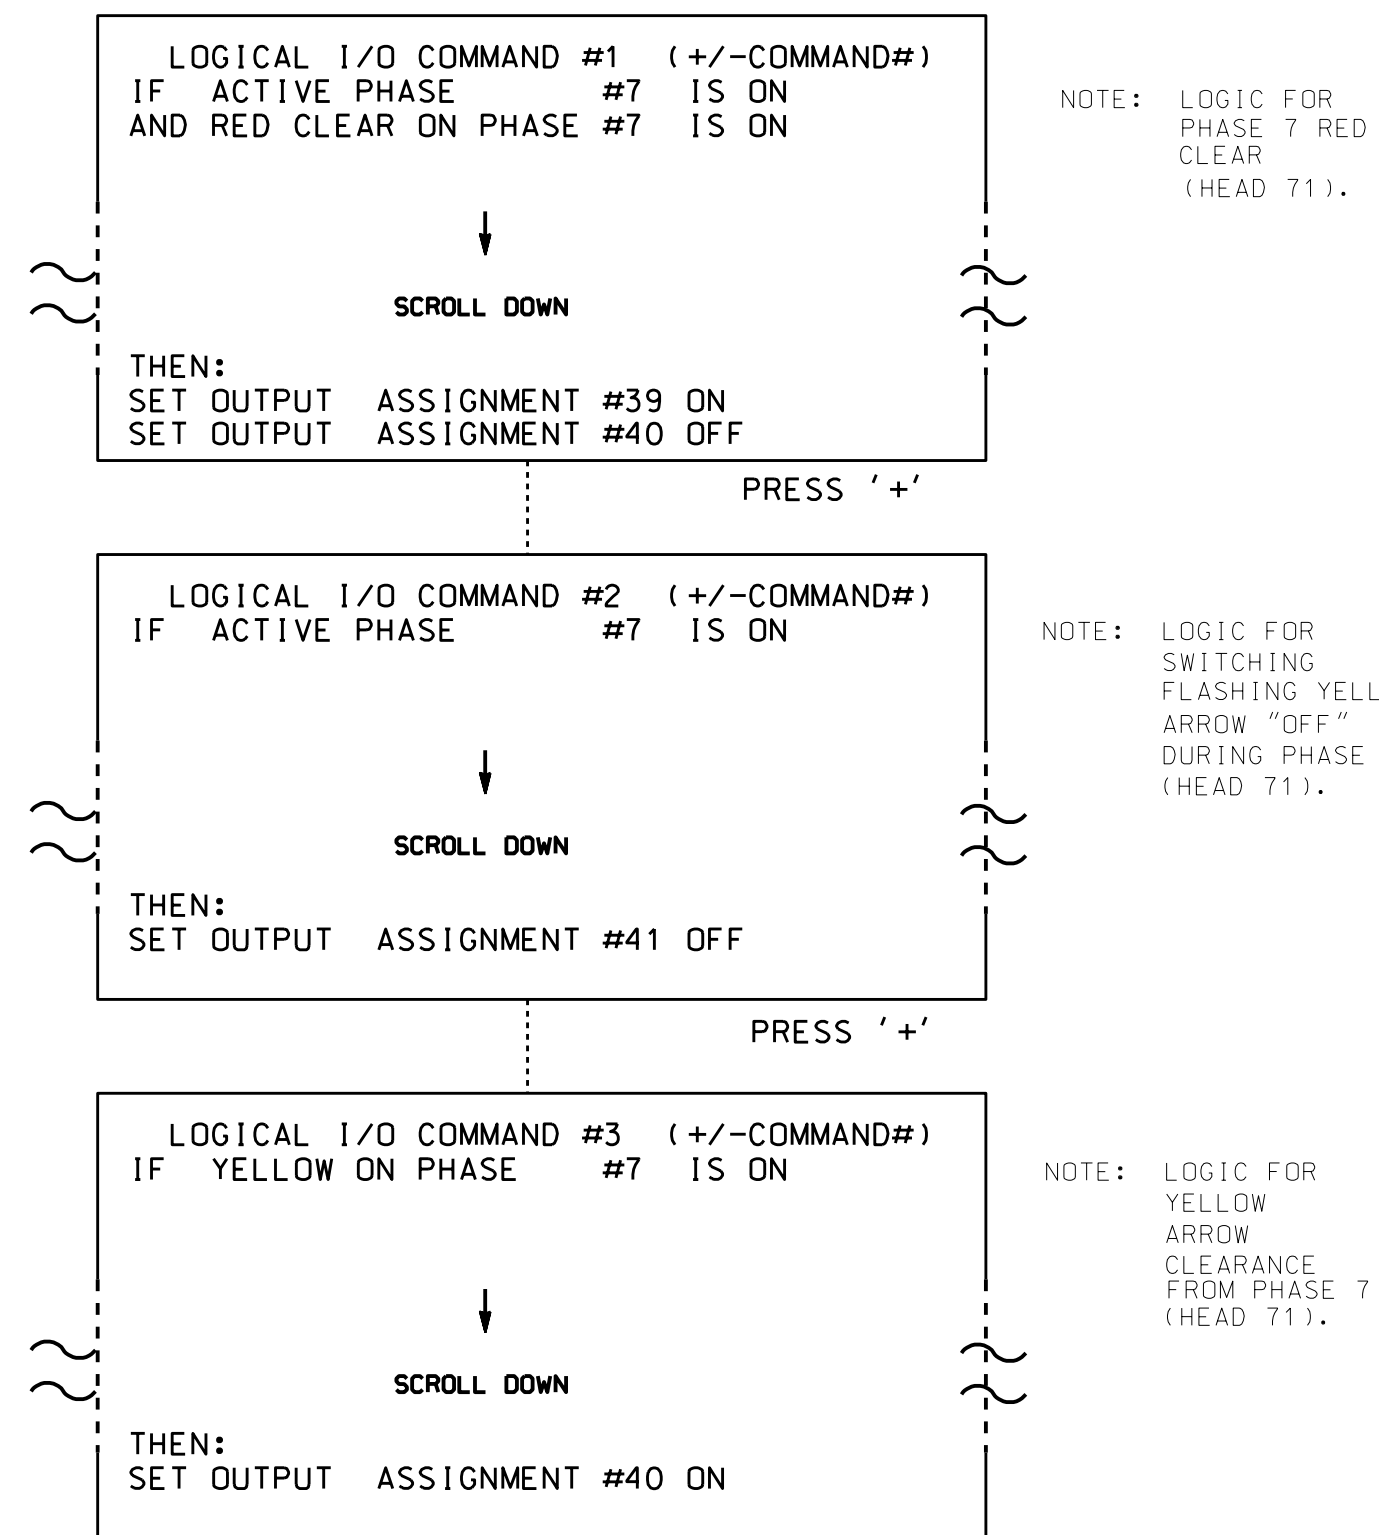 LOGICAL I/O COMMAND #1 (+/-COMMAND#)
IF ACTIVE PHASE #7 IS ON
AND RED CLEAR ON PHASE #7 IS ON
NOTE: LOGIC FOR
PHASE 7 RED
CLEAR
(HEAD 71).
SCROLL DOWN
THEN:
SET OUTPUT ASSIGNMENT #39 ON
SET OUTPUT ASSIGNMENT #40 OFF
PRESS '+'
LOGICAL I/O COMMAND #2 (+/-COMMAND#)
IF ACTIVE PHASE #7 IS ON
NOTE: LOGIC FOR
SWITCHING
FLASHING YELL
ARROW "OFF"
DURING PHASE
(HEAD 71).
SCROLL DOWN
THEN:
SET OUTPUT ASSIGNMENT #41 OFF
PRESS '+'
LOGICAL I/O COMMAND #3 (+/-COMMAND#)
IF YELLOW ON PHASE #7 IS ON
NOTE: LOGIC FOR
YELLOW
ARROW
CLEARANCE
FROM PHASE 7
(HEAD 71).
SCROLL DOWN
THEN:
SET OUTPUT ASSIGNMENT #40 ON